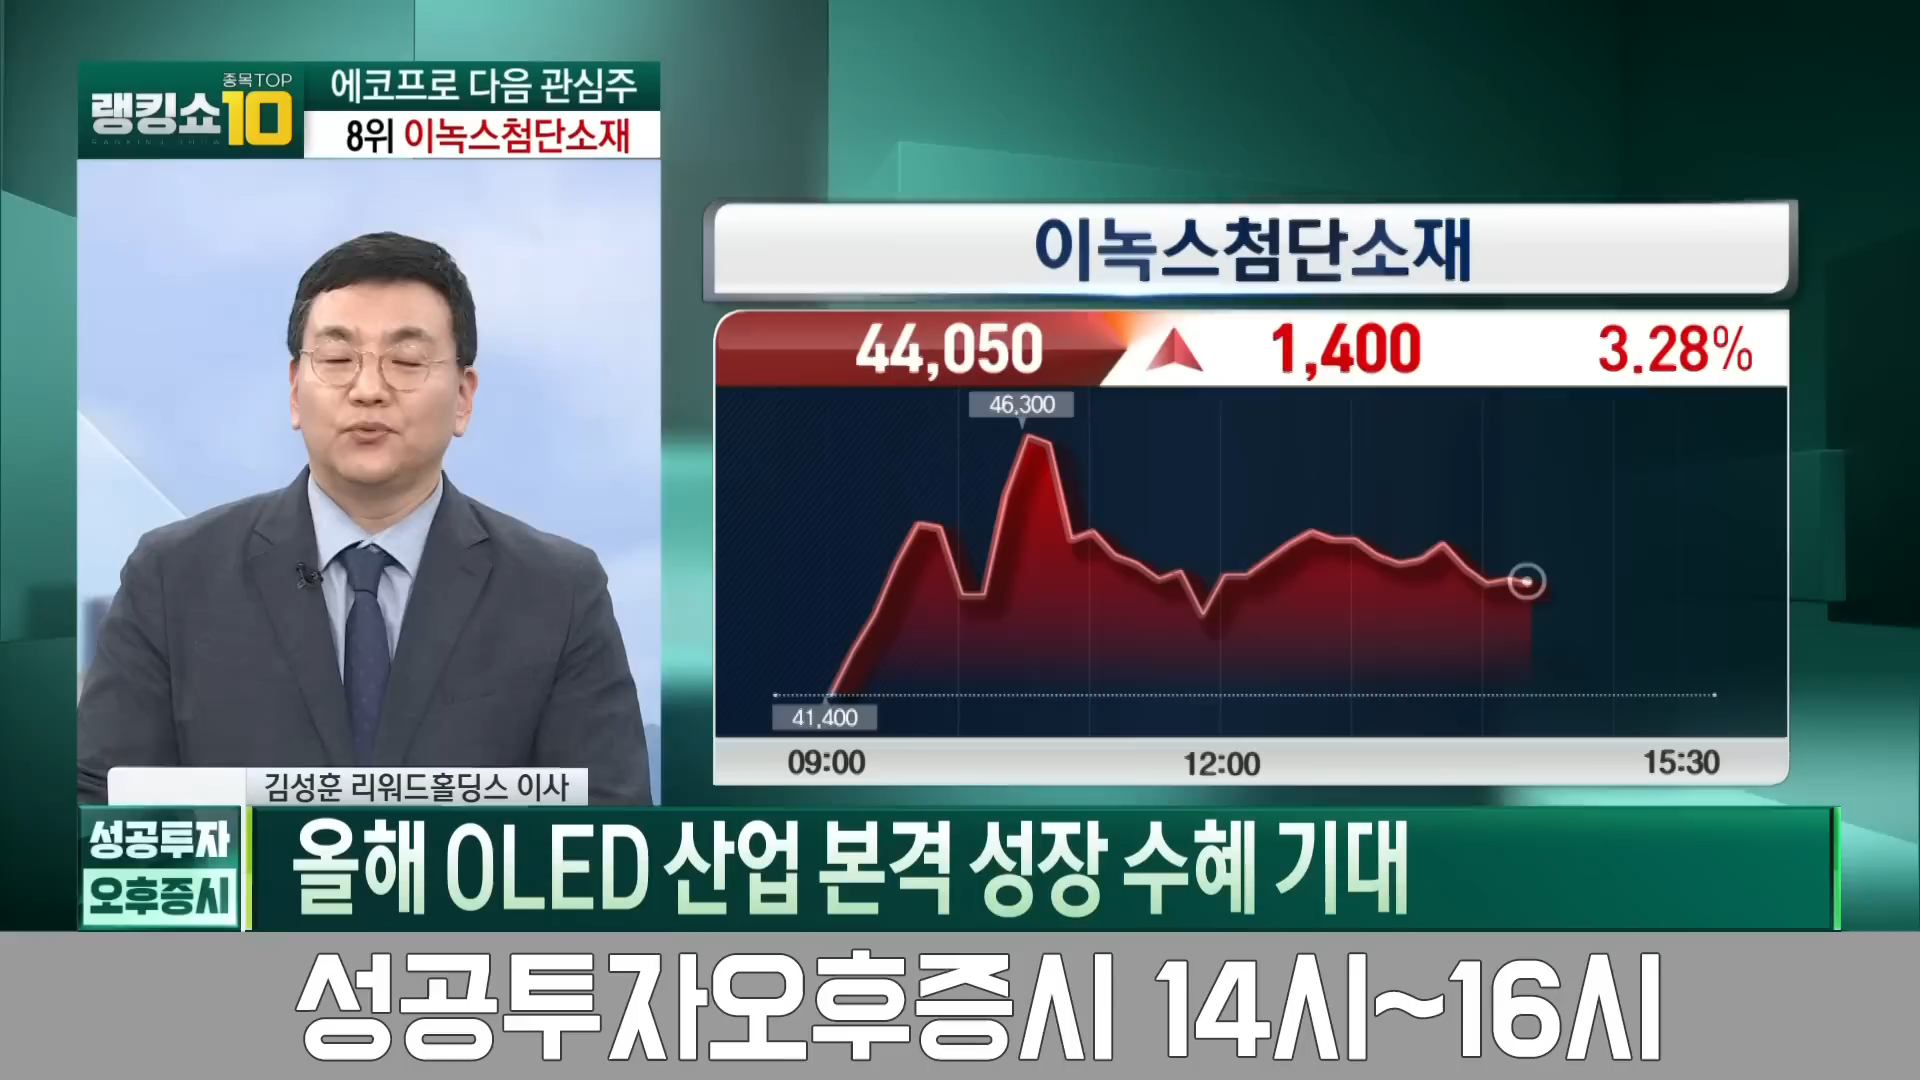 종목TOP
랭킹쇼10
RANKING SHOW
에코프로 다음 관심주
8위 이녹스첨단소재
이녹스첨단소재
44,050 1,400 3.28%
46,300
41,400
09:00 12:00 15:30
김성훈 리워드홀딩스 이사
성공투자
오후증시
올해 OLED 산업 본격 성장 수혜 기대
성공투자오후증시 14시~16시